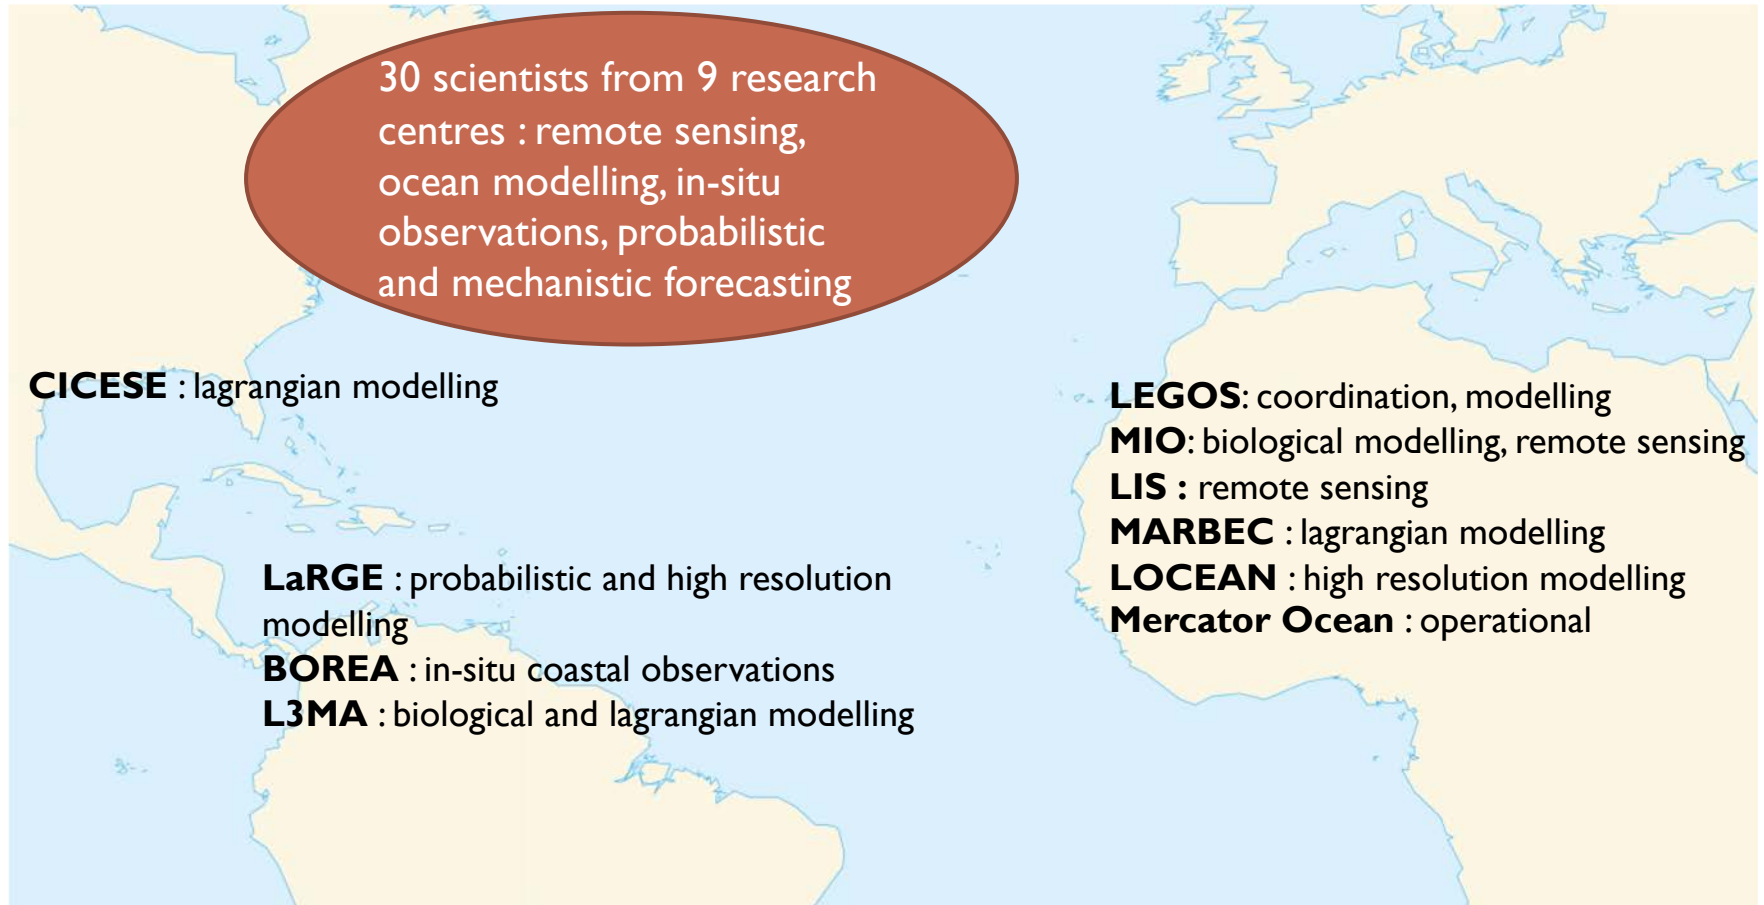 30 scientists from 9 research
centres : remote sensing,
ocean modelling, in-situ
observations, probabilistic
and mechanistic forecasting
CICESE : lagrangian modelling
LaRGE : probabilistic and high resolution
modelling
BOREA : in-situ coastal observations
L3MA : biological and lagrangian modelling
LEGOS: coordination, modelling
MIO: biological modelling, remote sensing
LIS : remote sensing
MARBEC : lagrangian modelling
LOCEAN : high resolution modelling
Mercator Ocean : operational